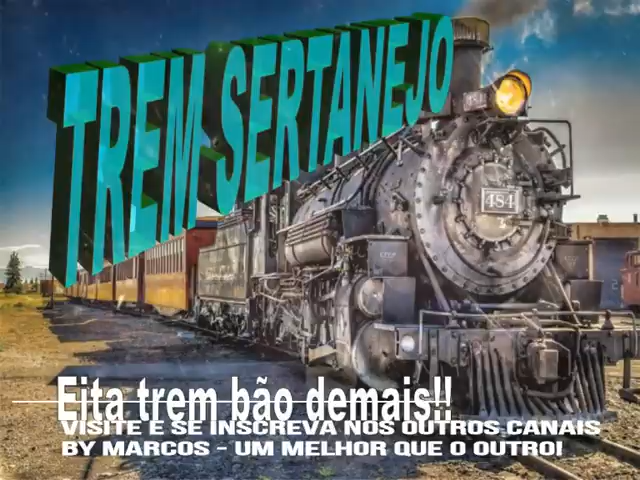 TREM SERTANEJO
484
Eita trem bão demais!!
VISITE E SE INSCREVA NOS OUTROS CANAIS
BY MARCOS - UM MELHOR QUE O OUTRO!